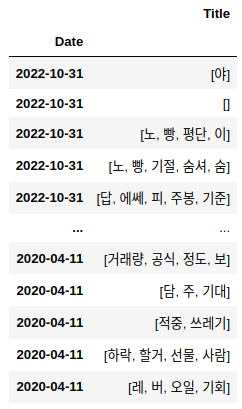 Title
Date
2022-10-31 [야]
2022-10-31 []
2022-10-31 [노, 빵, 평단, 이]
2022-10-31 [노, 빵, 기절, 숨셔, 숨]
2022-10-31 [답, 에쎄, 피, 주봉, 기준]
... ...
2020-04-11 [거래량, 공식, 정도, 보]
2020-04-11 [담, 주, 기대]
2020-04-11 [적중, 쓰레기]
2020-04-11 [하락, 할거, 선물, 사람]
2020-04-11 [레, 버, 오일, 기회]